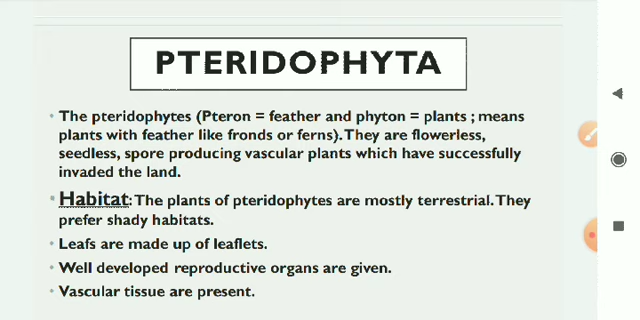 PTERIDOPHYTA
• The pteridophytes (Pteron = feather and phyton = plants ; means
plants with feather like fronds or ferns). They are flowerless,
seedless, spore producing vascular plants which have successfully
invaded the land.
• Habitat: The plants of pteridophytes are mostly terrestrial. They
prefer shady habitats.
• Leafs are made up of leaflets.
• Well developed reproductive organs are given.
• Vascular tissue are present.